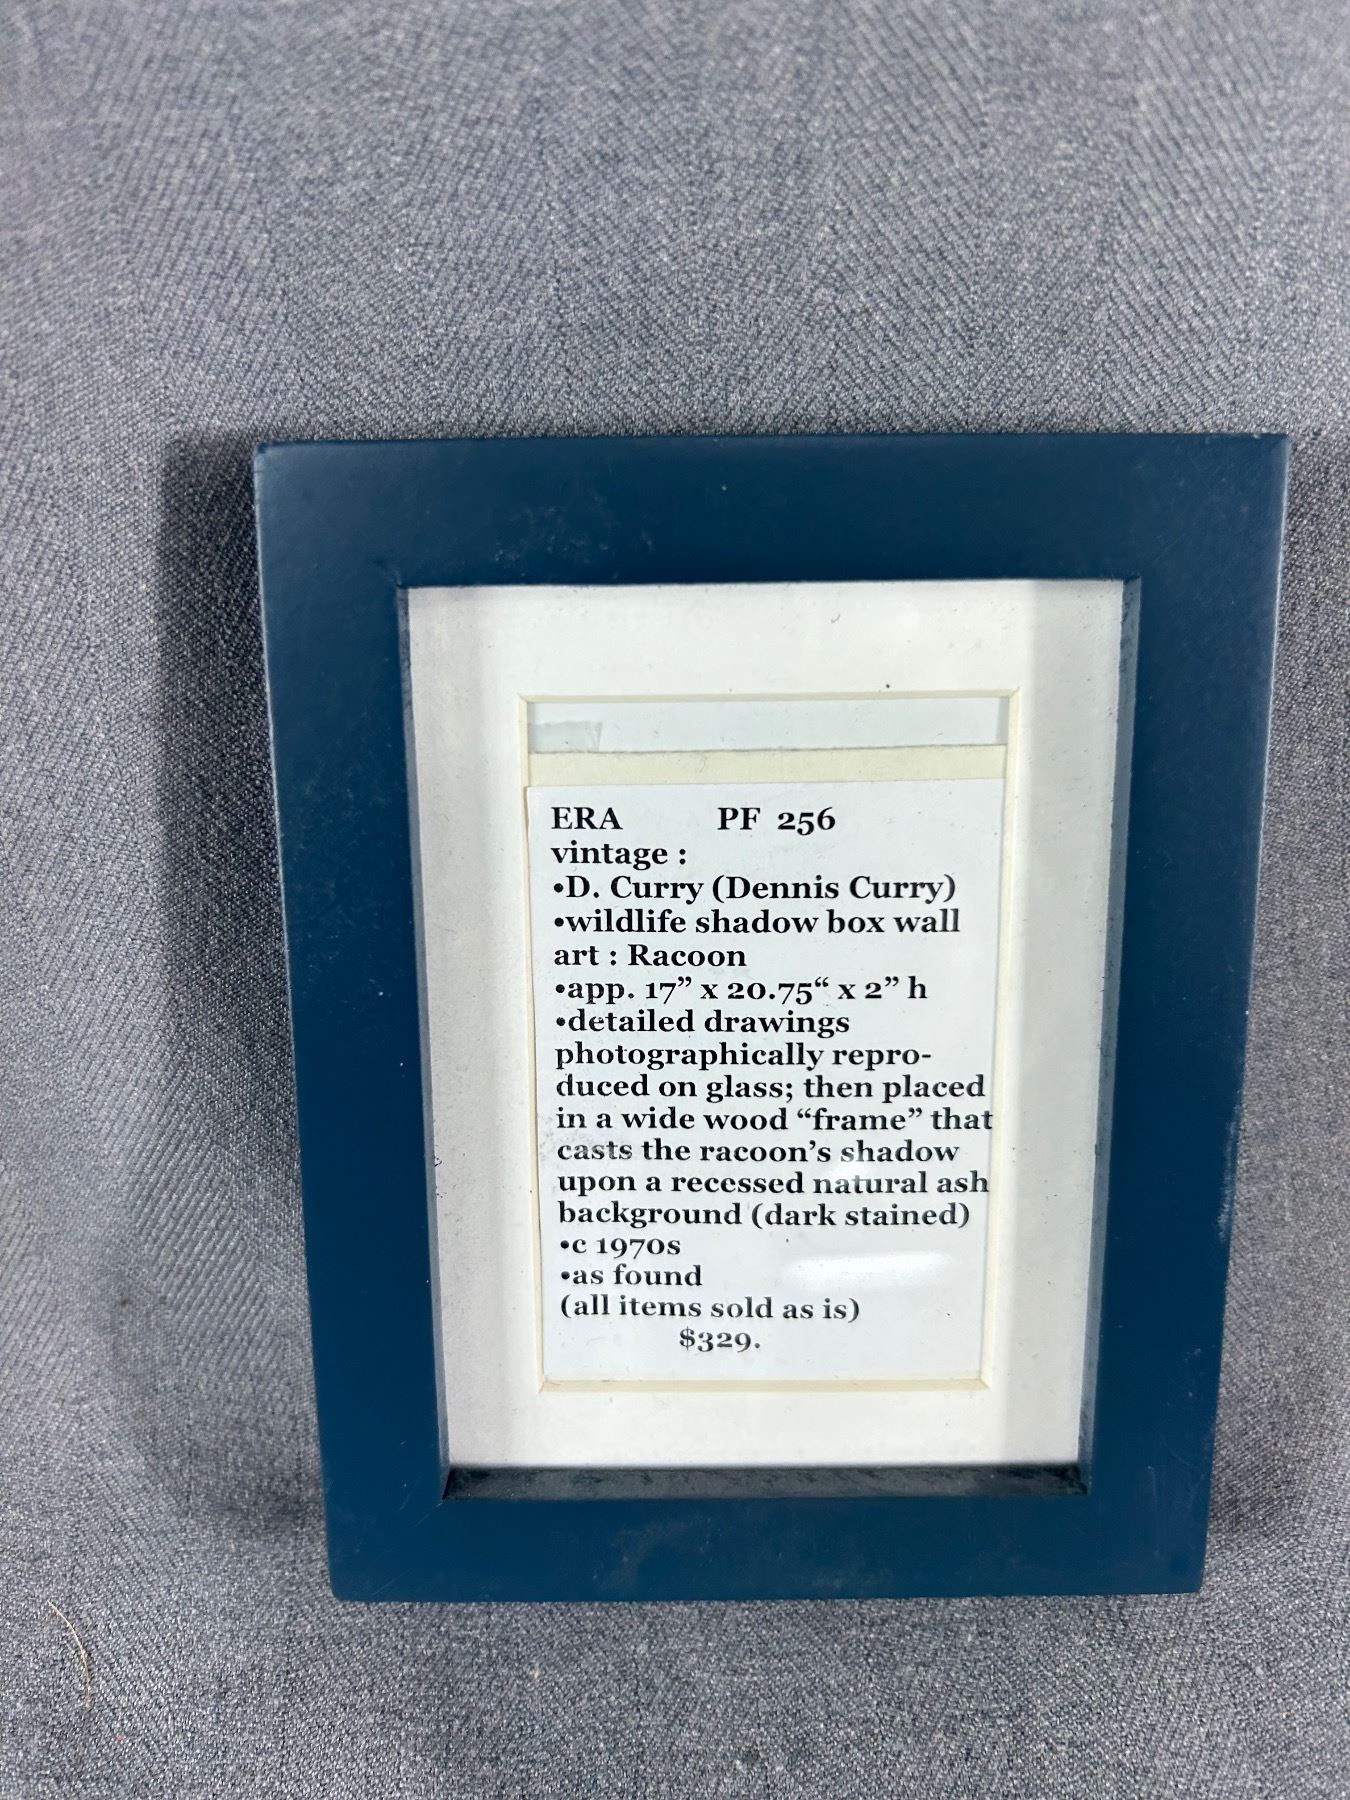 ERA PF 256
vintage :
•D. Curry (Dennis Curry)
•wildlife shadow box wall
art : Racoon
•app. 17” x 20.75“ x 2” h
•detailed drawings
photographically repro-
duced on glass; then placed
in a wide wood “frame” that
casts the racoon’s shadow
upon a recessed natural ash
background (dark stained)
•c 1970s
•as found
(all items sold as is)
$329.